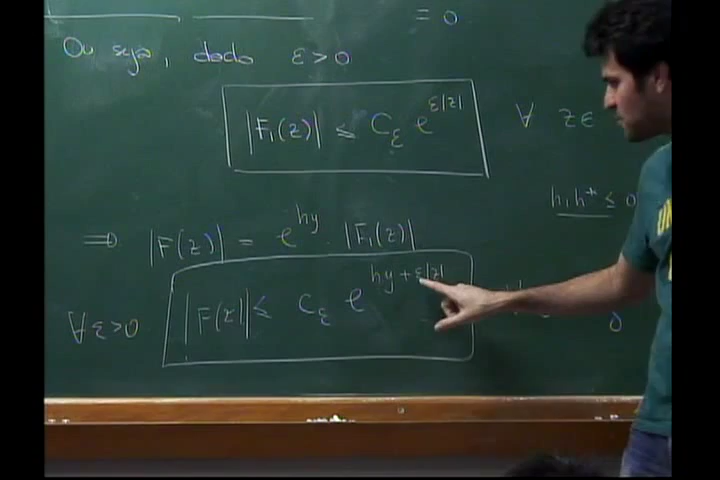 = 0
Ou seja, dado ε > 0
|F₁(z)| ≤ C_ε e^{ε|z|} ∀ z ∈
h, h* ≤ 0
⇒ |F(z)| = e^{hy} · |F₁(z)|
∀ ε > 0 |F(z)| ≤ C_ε e^{hy + ε|z|}